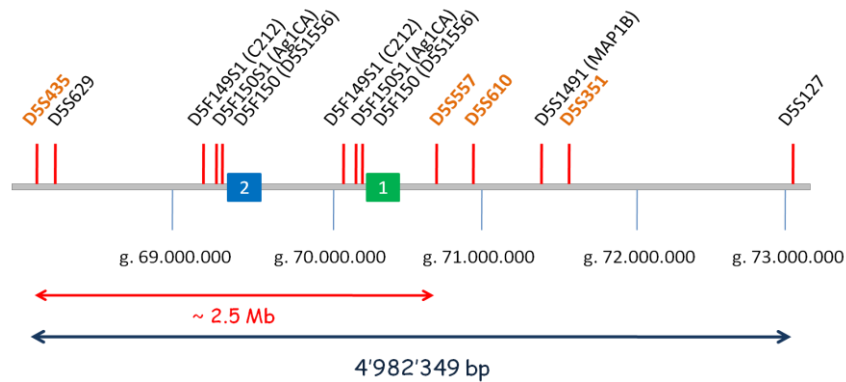 D5S435
D5S629
D5F149S1 (C212)
D5F150S1 (Ag1CA)
D5F150 (D5S1556)
D5F149S1 (C212)
D5F150S1 (Ag1CA)
D5F150 (D5S1556)
D5S557
D5S610
D5S1491 (MAP1B)
D5S351
D5S127
2
1
g. 69.000.000
g. 70.000.000
g. 71.000.000
g. 72.000.000
g. 73.000.000
~ 2.5 Mb
4'982'349 bp